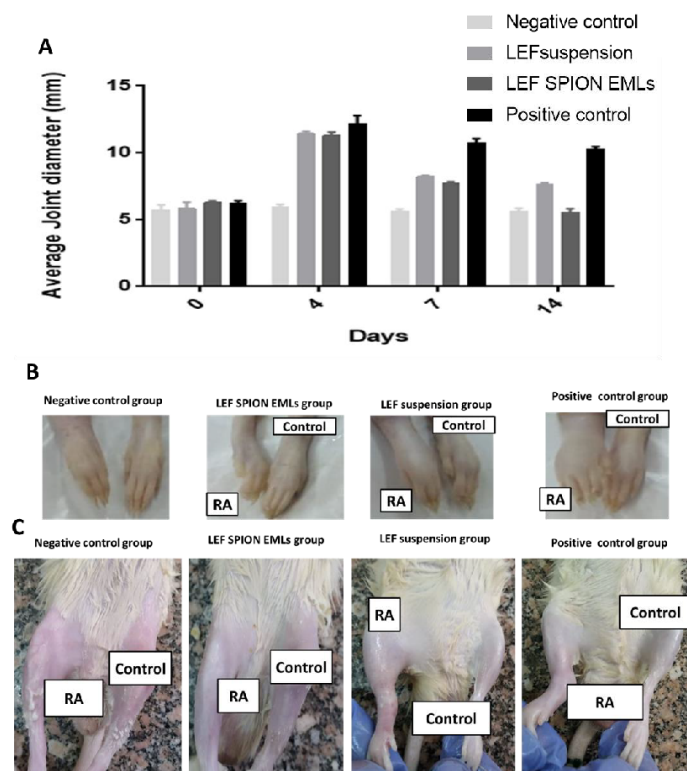 A
Negative control
LEFsuspension
LEF SPION EMLs
Positive control
Average Joint diameter (mm)
15
10
5
0
0
4
7
14
Days
B
Negative control group
LEF SPION EMLs group
LEF suspension group
Positive control group
Control
Control
Control
RA
RA
RA
C
Negative control group
LEF SPION EMLs group
LEF suspension group
Positive control group
RA
Control
RA
Control
RA
Control
Control
RA